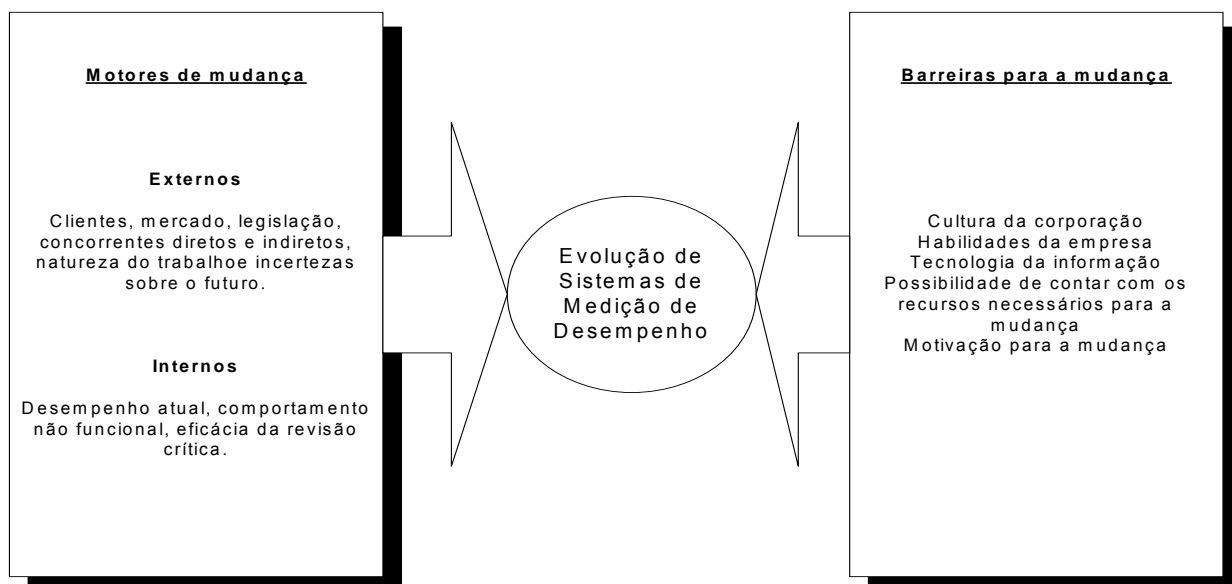 Motores de mudança
Externos
Clientes, mercado, legislação,
concorrentes diretos e indiretos,
natureza do trabalhoe incertezas
sobre o futuro.
Internos
Desempenho atual, comportamento
não funcional, eficácia da revisão
crítica.
Evolução de
Sistemas de
Medição de
Desempenho
Barreiras para a mudança
Cultura da corporação
Habilidades da empresa
Tecnologia da informação
Possibilidade de contar com os
recursos necessários para a
mudança
Motivação para a mudança